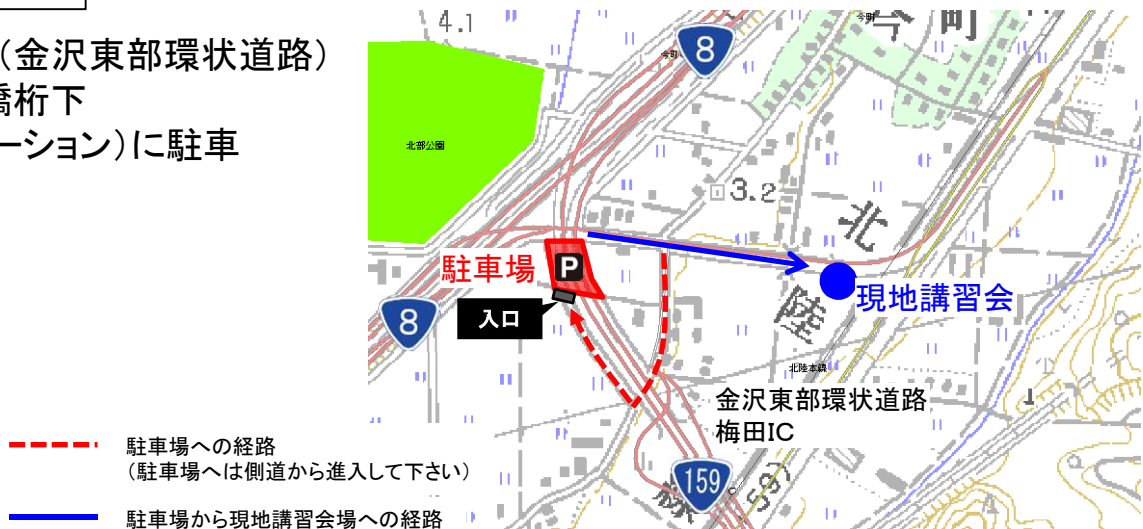 (金沢東部環状道路)
橋桁下
ーション)に駐車
4.1
今町
今町
8
北部公園
3.2
北
駐車場
P
現地講習会
8
入口
陸
北陸本線
金沢東部環状道路
梅田IC
159
駐車場への経路
(駐車場へは側道から進入して下さい)
駐車場から現地講習会場への経路